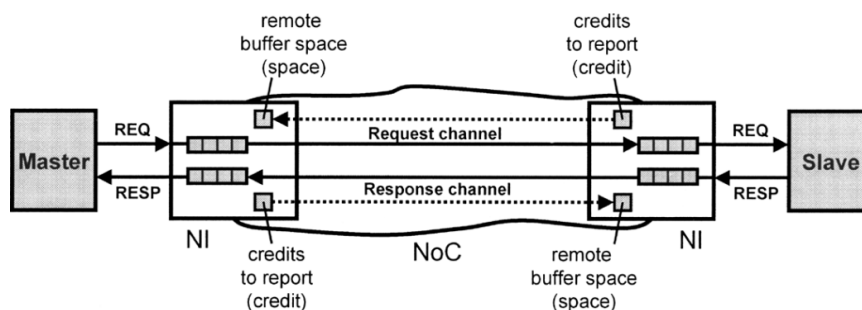 remote
buffer space
(space)
credits
to report
(credit)
REQ
Request channel
REQ
Master
Slave
RESP
Response channel
RESP
NI
NoC
NI
credits
to report
(credit)
remote
buffer space
(space)